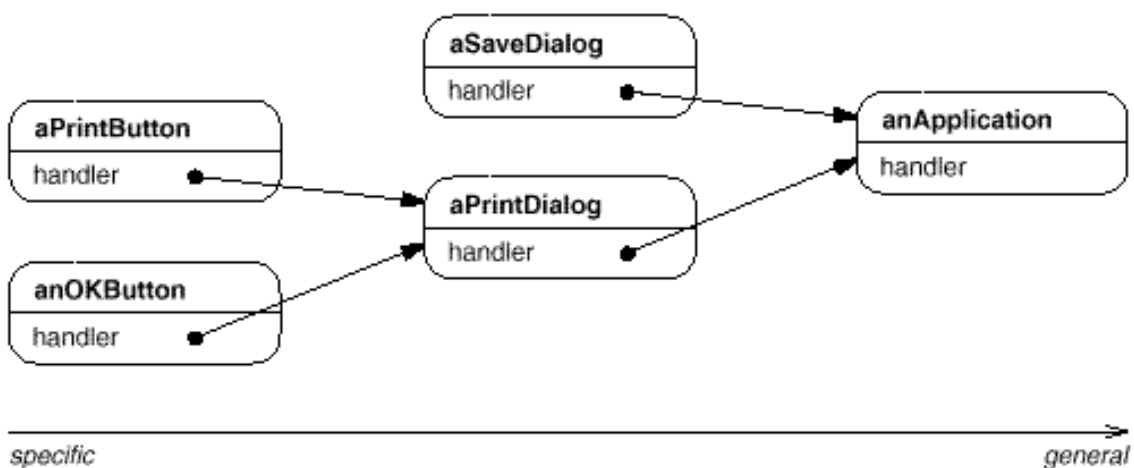 aSaveDialog
handler
aPrintButton
handler
anApplication
handler
aPrintDialog
handler
anOKButton
handler
specific
general